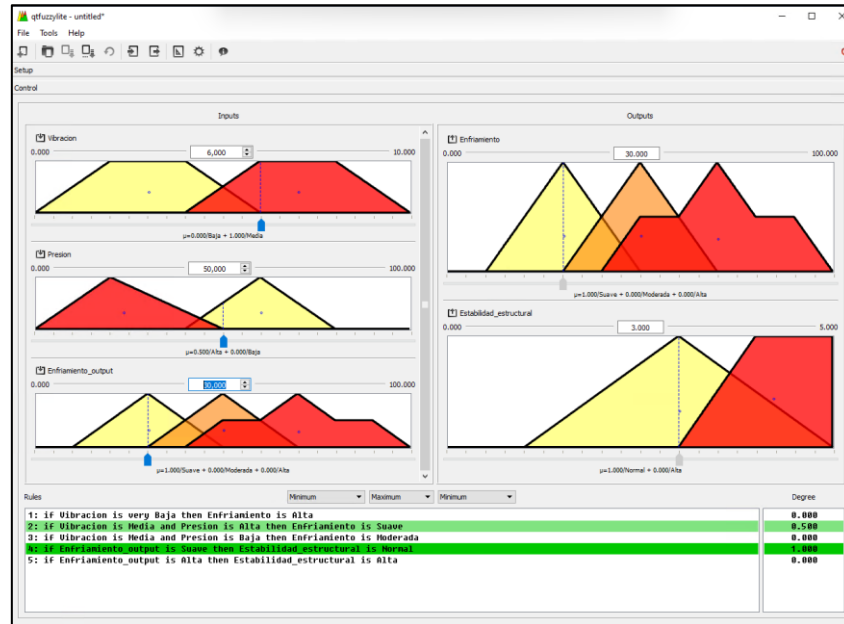 qtfuzzylite - untitled*
File Tools Help
Setup
Control
Inputs
Vibracion
0.000 6,000 10.000
μ=0.000/Baja + 1.000/Media
Presion
0.000 50,000 100.000
μ=0.500/Alta + 0.000/Baja
Enfriamiento_output
0.000 30,000 100.000
μ=1.000/Suave + 0.000/Moderada + 0.000/Alta
Outputs
Enfriamiento
0.000 30.000 100.000
μ=1.000/Suave + 0.000/Moderada + 0.000/Alta
Estabilidad_estructural
0.000 3.000 5.000
μ=1.000/Normal + 0.000/Alta
Rules Minimum Maximum Minimum Degree
1: if Vibracion is very Baja then Enfriamiento is Alta 0.000
2: if Vibracion is Media and Presion is Alta then Enfriamiento is Suave 0.500
3: if Vibracion is Media and Presion is Baja then Enfriamiento is Moderada 0.000
4: if Enfriamiento_output is Suave then Estabilidad_estructural is Normal 1.000
5: if Enfriamiento_output is Alta then Estabilidad_estructural is Alta 0.000